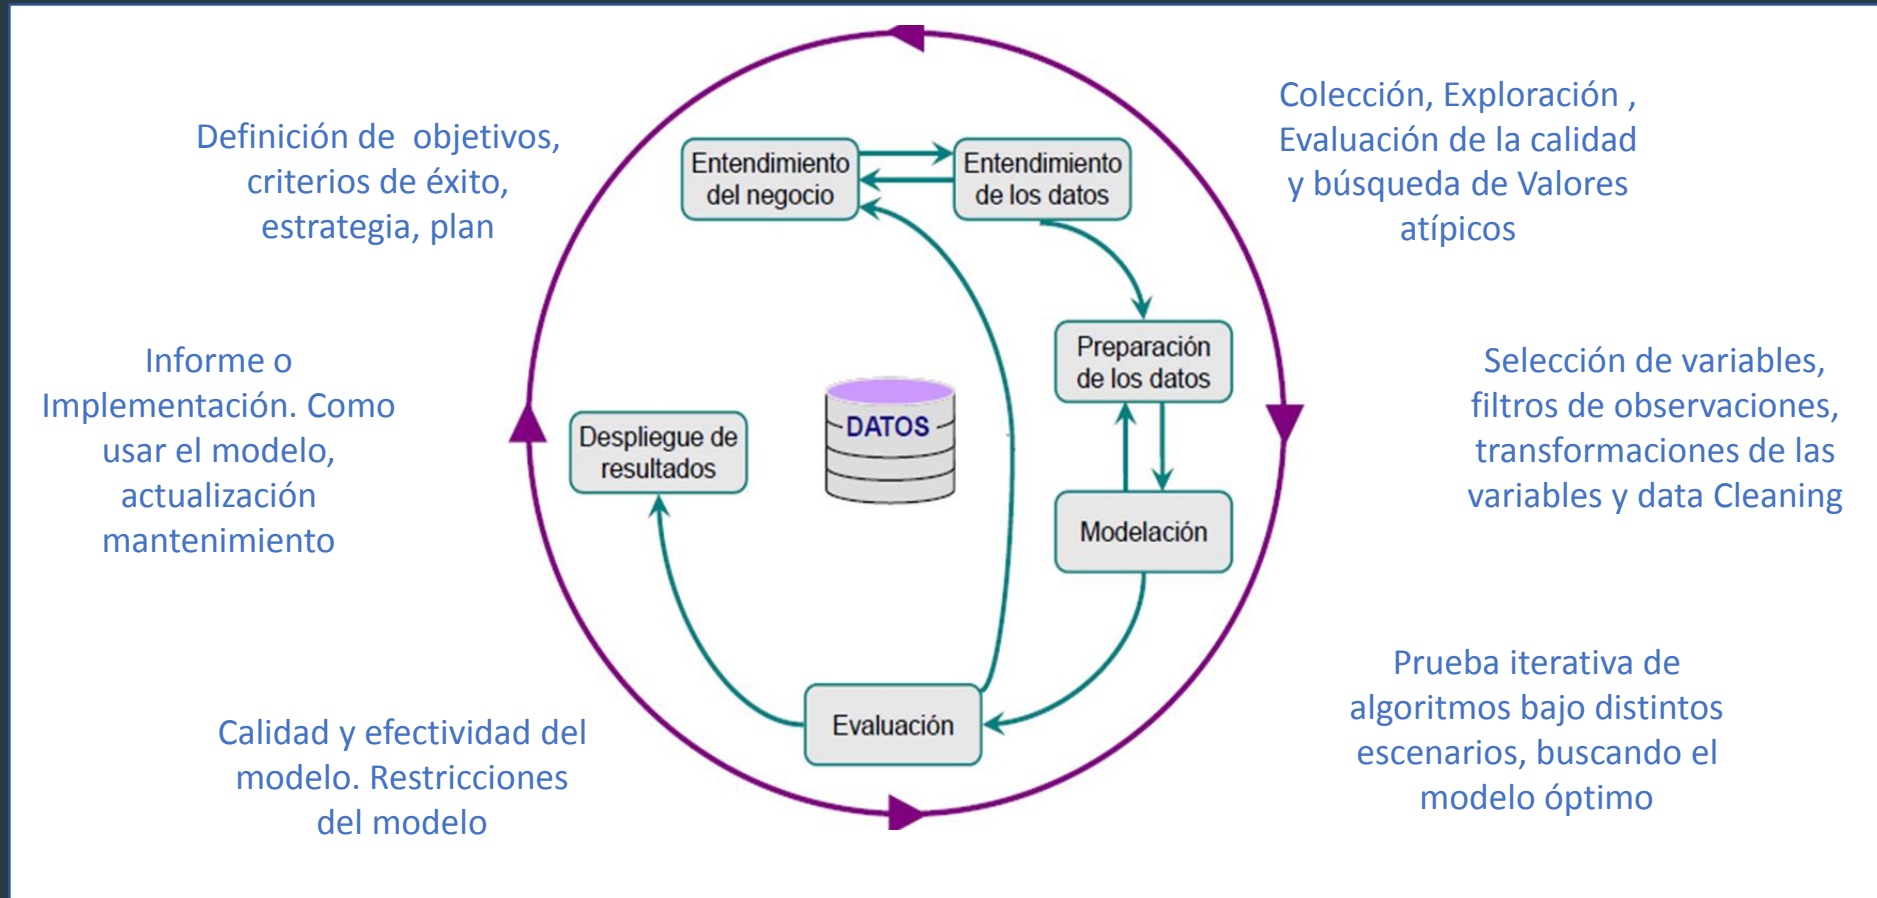 Definición de  objetivos,
criterios de éxito,
estrategia, plan
Entendimiento
del negocio
Entendimiento
de los datos
Colección, Exploración ,
Evaluación de la calidad
y búsqueda de Valores
atípicos
Informe o
Implementación. Como
usar el modelo,
actualización
mantenimiento
Despliegue de
resultados
DATOS
Preparación
de los datos
Modelación
Selección de variables,
filtros de observaciones,
transformaciones de las
variables y data Cleaning
Calidad y efectividad del
modelo. Restricciones
del modelo
Evaluación
Prueba iterativa de
algoritmos bajo distintos
escenarios, buscando el
modelo óptimo